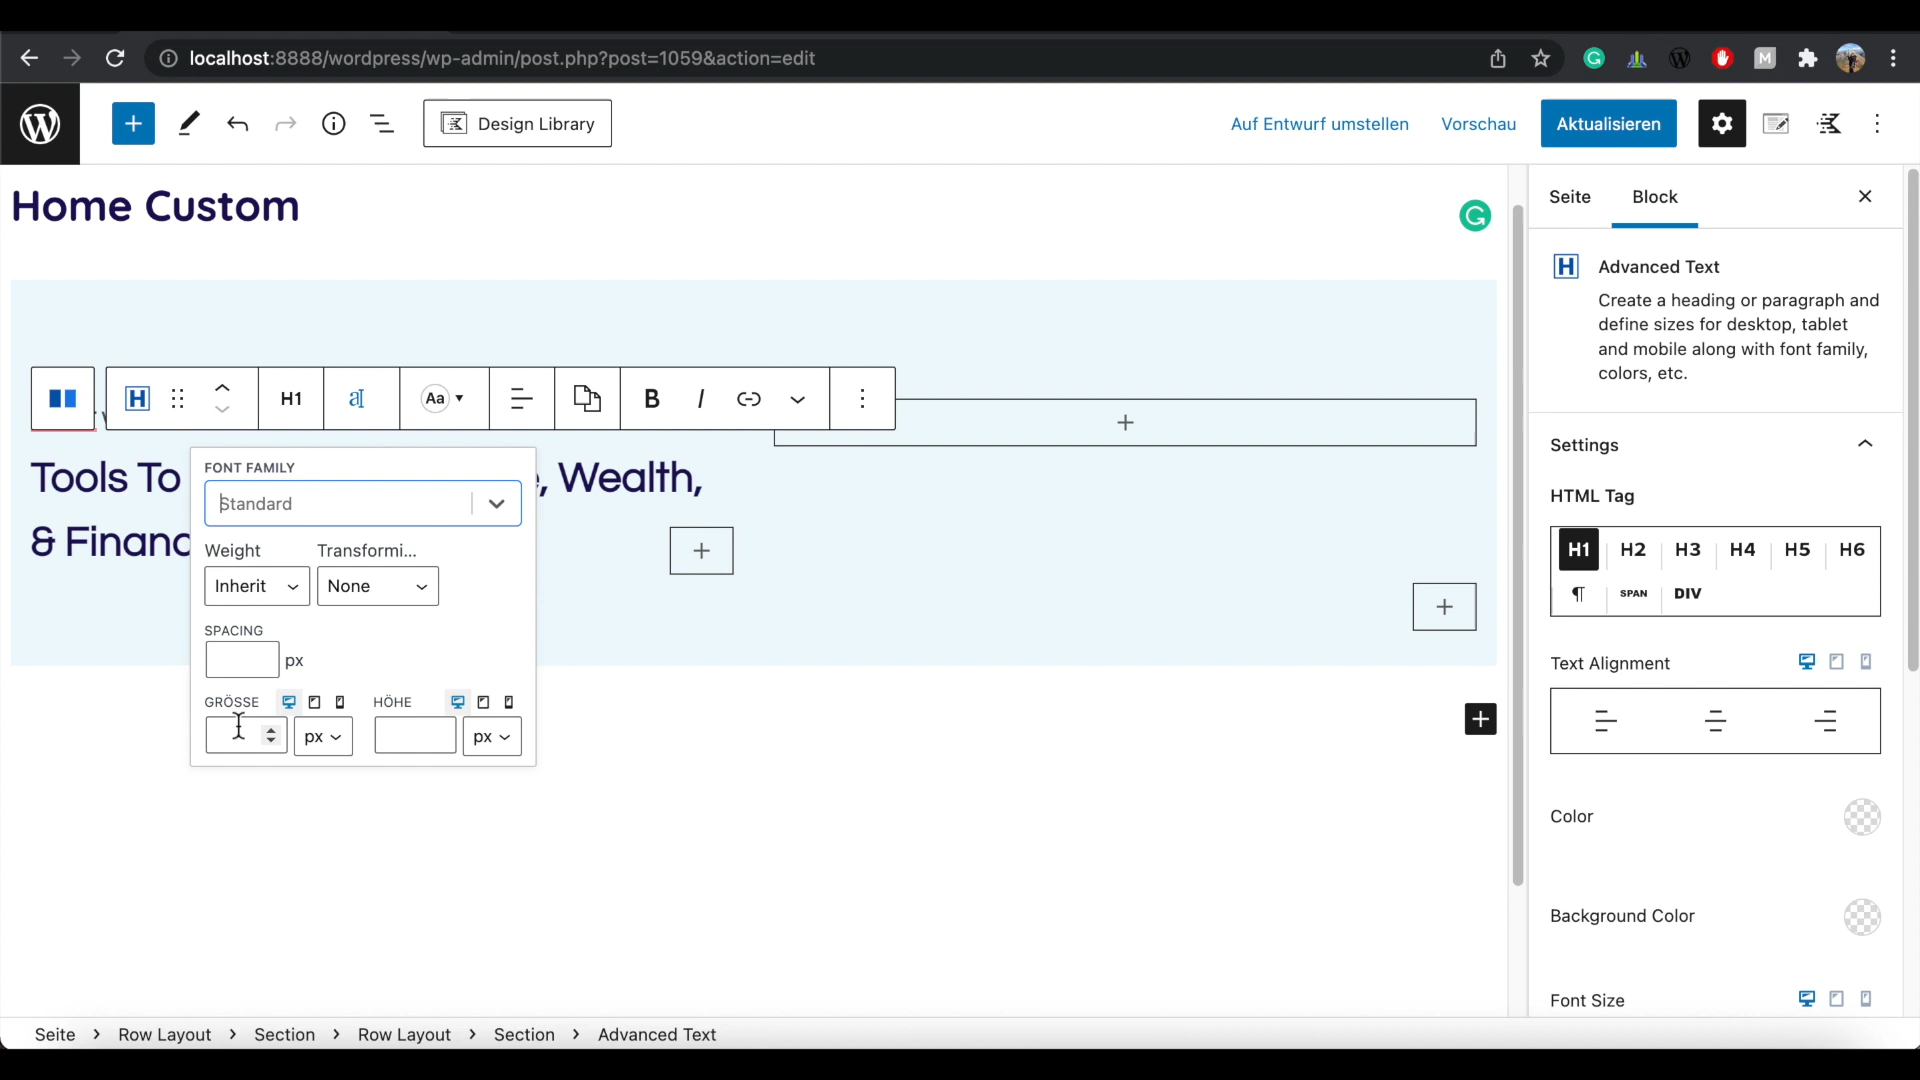 localhost:8888/wordpress/wp-admin/post.php?post=1059&action=edit
Design Library
Auf Entwurf umstellen
Vorschau
Aktualisieren
Home Custom
H1
Aa
B
I
Tools To
, Wealth,
& Financ
FONT FAMILY
Standard
Weight
Transformi...
Inherit
None
SPACING
px
GRÖSSE
HÖHE
px
px
Seite
Block
Advanced Text
Create a heading or paragraph and
define sizes for desktop, tablet
and mobile along with font family,
colors, etc.
Settings
HTML Tag
H1 H2 H3 H4 H5 H6
¶ SPAN DIV
Text Alignment
Color
Background Color
Font Size
Seite > Row Layout > Section > Row Layout > Section > Advanced Text